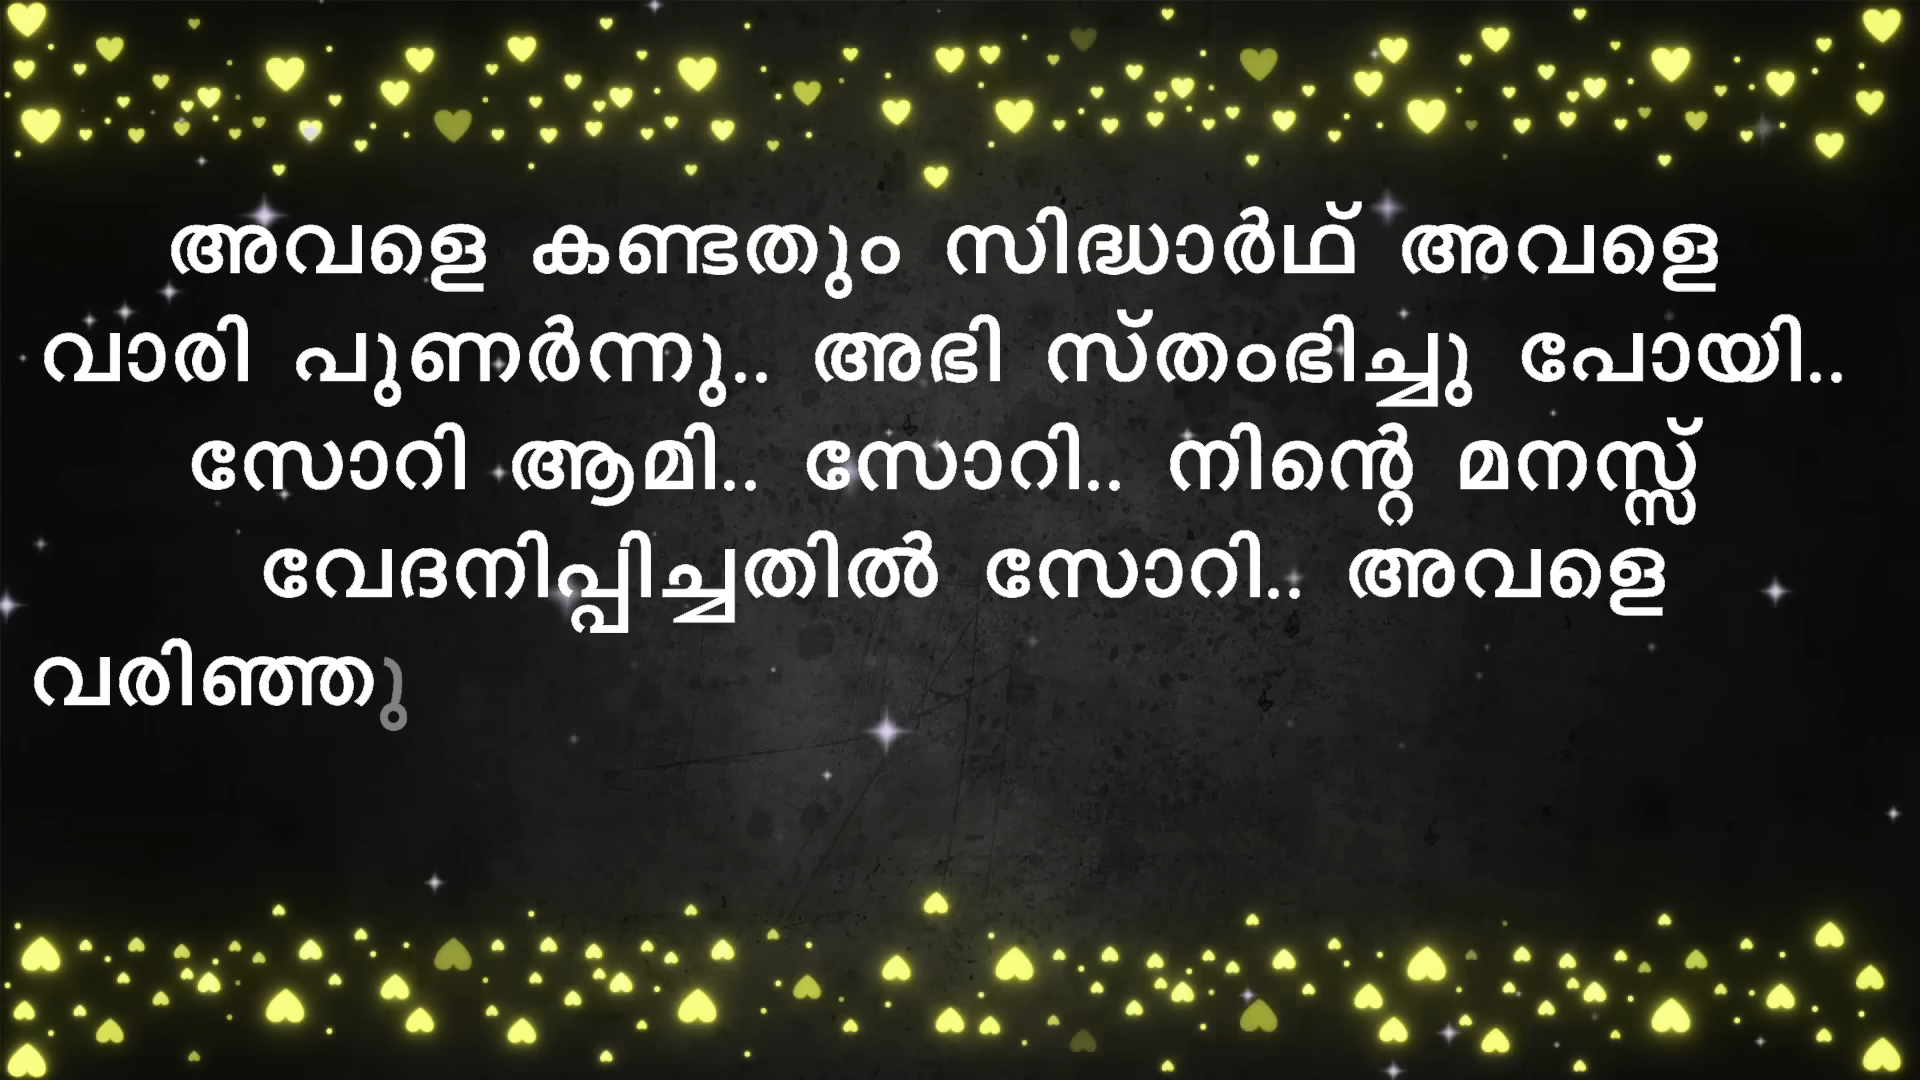 അവളെ കണ്ടതും സിദ്ധാർഥ് അവളെ
വാരി പുണർന്നു.. അഭി സ്തംഭിച്ചു പോയി..
സോറി ആമി.. സോറി.. നിന്റെ മനസ്സ്
വേദനിപ്പിച്ചതിൽ സോറി.. അവളെ
വരിഞ്ഞു